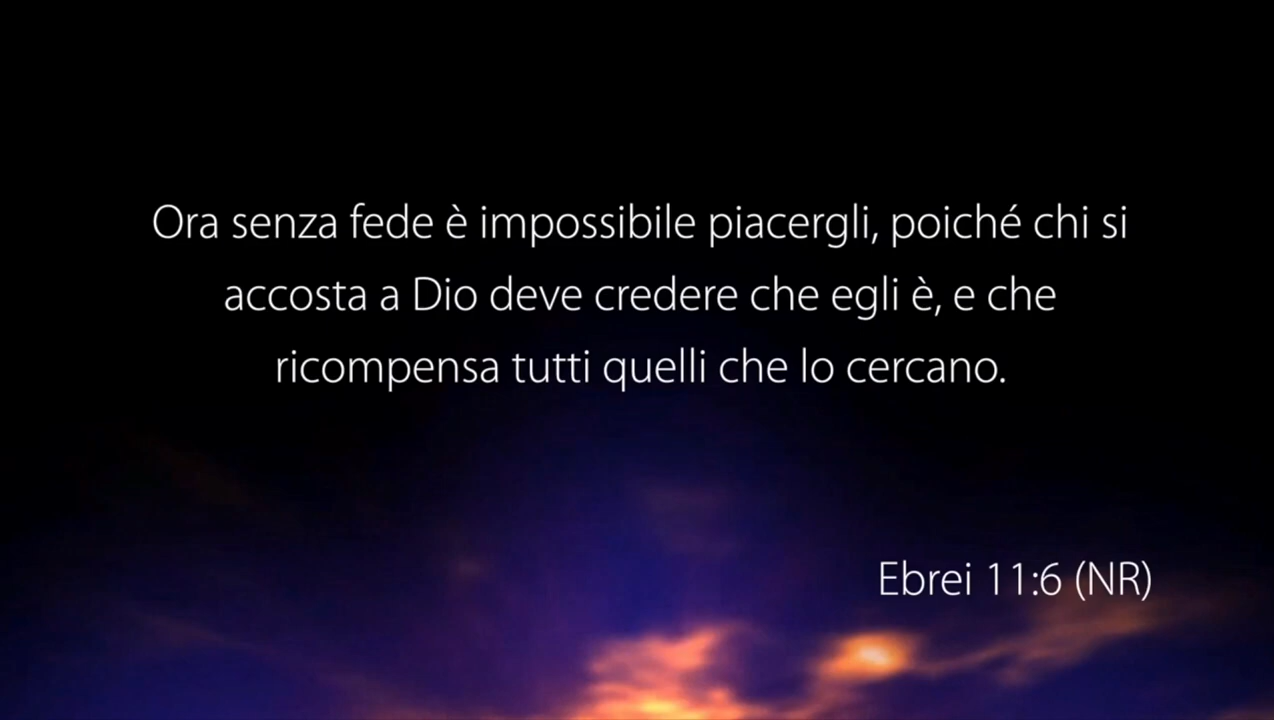 Ora senza fede è impossibile piacergli, poiché chi si
accosta a Dio deve credere che egli è, e che
ricompensa tutti quelli che lo cercano.
Ebrei 11:6 (NR)